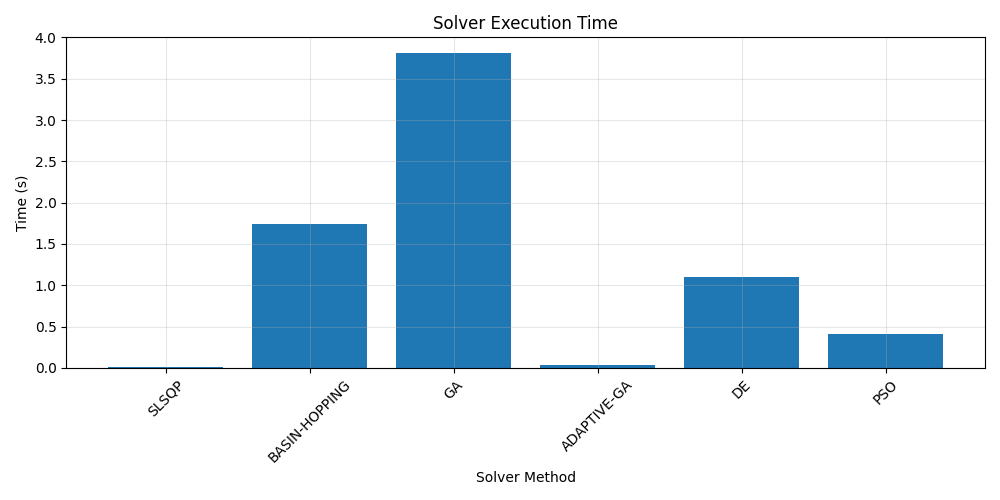 Solver Execution Time
Time (s)
4.0
3.5
3.0
2.5
2.0
1.5
1.0
0.5
0.0
SLSQP
BASIN-HOPPING
GA
ADAPTIVE-GA
DE
PSO
Solver Method